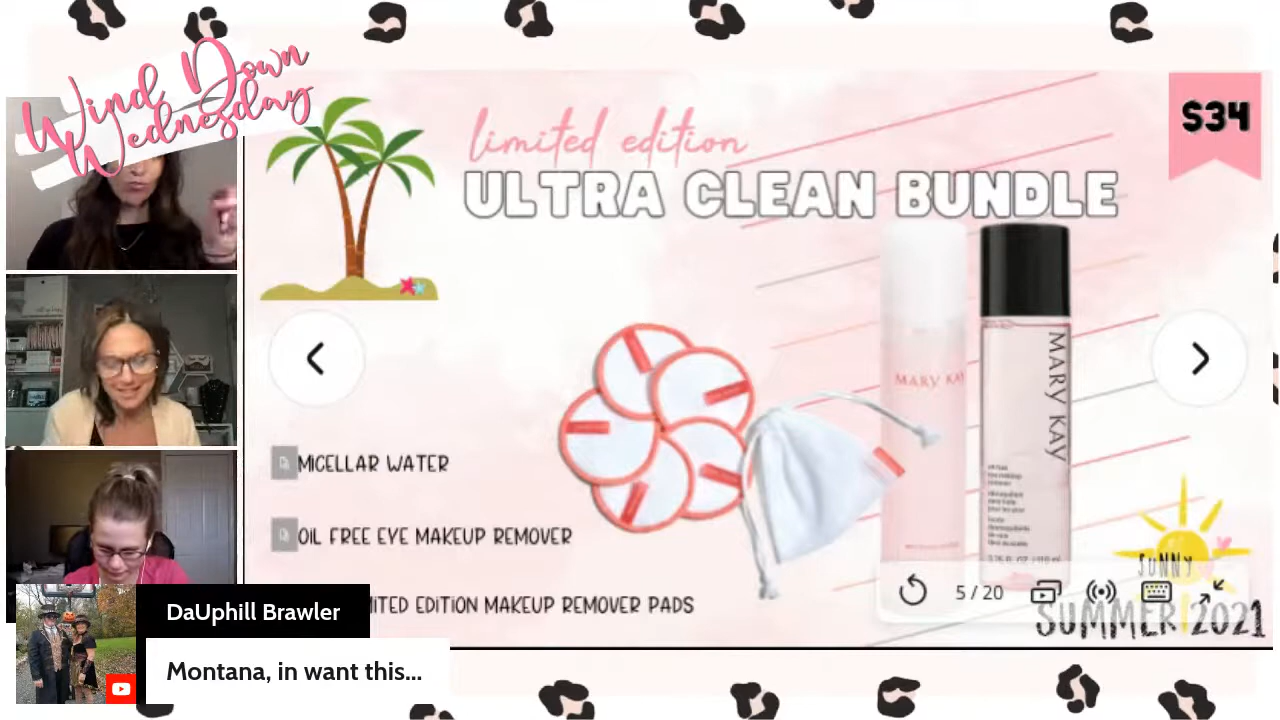 Wind Down
Wednesday
limited edition
ULTRA CLEAN BUNDLE
$34
MICELLAR WATER
OIL FREE EYE MAKEUP REMOVER
MITED EDITION MAKEUP REMOVER PADS
MARY KAY
MARY KAY
5 / 20
SUNNY
SUMMER 2021
DaUphill Brawler
Montana, in want this...